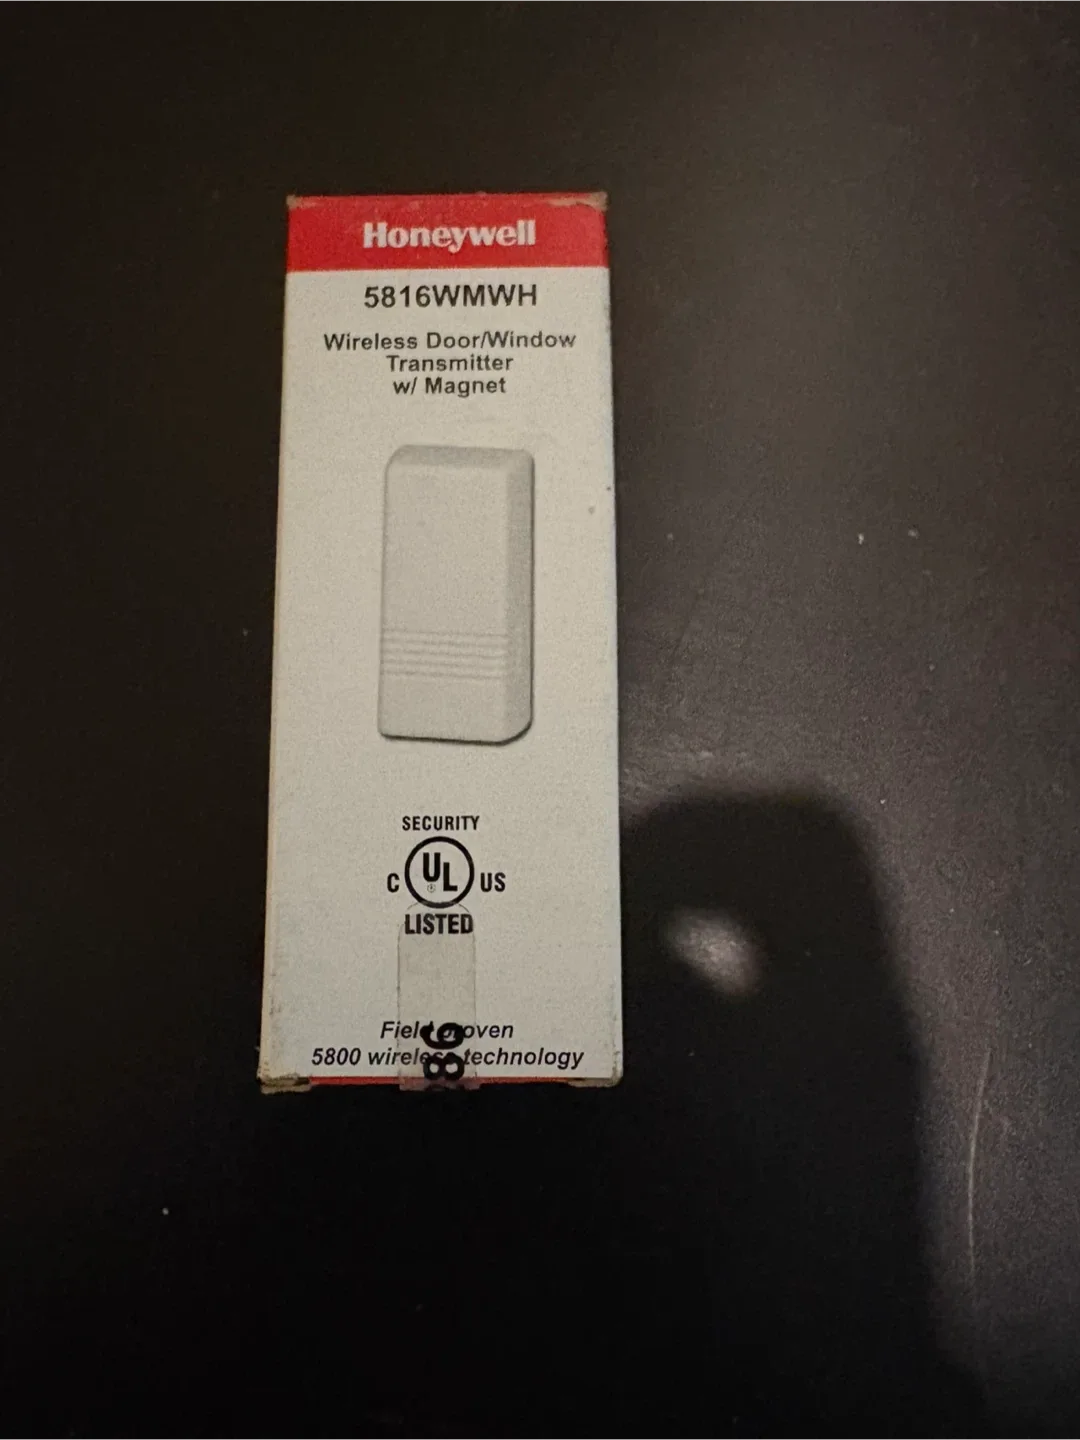 Honeywell
5816WMWH
Wireless Door/Window
Transmitter
w/ Magnet
SECURITY
C UL US
LISTED
5800 technology